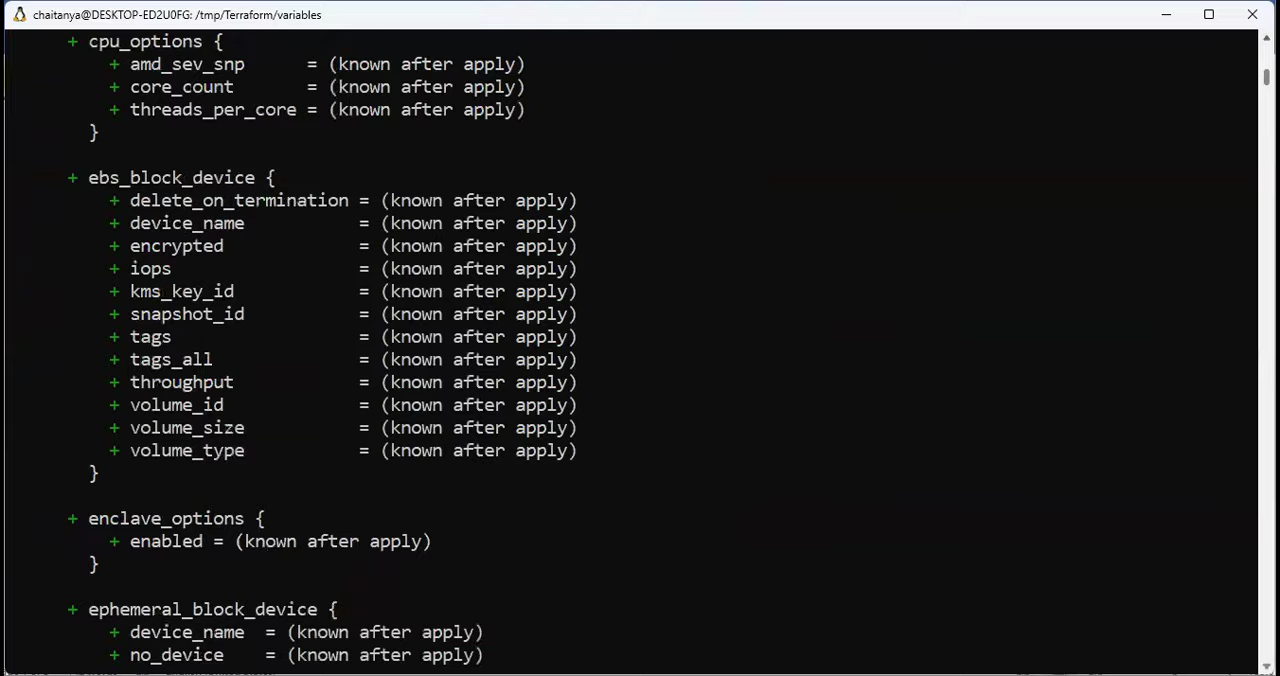 chaitanya@DESKTOP-ED2U0FG: /tmp/Terraform/variables
+ cpu_options {
+ amd_sev_snp = (known after apply)
+ core_count = (known after apply)
+ threads_per_core = (known after apply)
}
+ ebs_block_device {
+ delete_on_termination = (known after apply)
+ device_name = (known after apply)
+ encrypted = (known after apply)
+ iops = (known after apply)
+ kms_key_id = (known after apply)
+ snapshot_id = (known after apply)
+ tags = (known after apply)
+ tags_all = (known after apply)
+ throughput = (known after apply)
+ volume_id = (known after apply)
+ volume_size = (known after apply)
+ volume_type = (known after apply)
}
+ enclave_options {
+ enabled = (known after apply)
}
+ ephemeral_block_device {
+ device_name = (known after apply)
+ no_device = (known after apply)